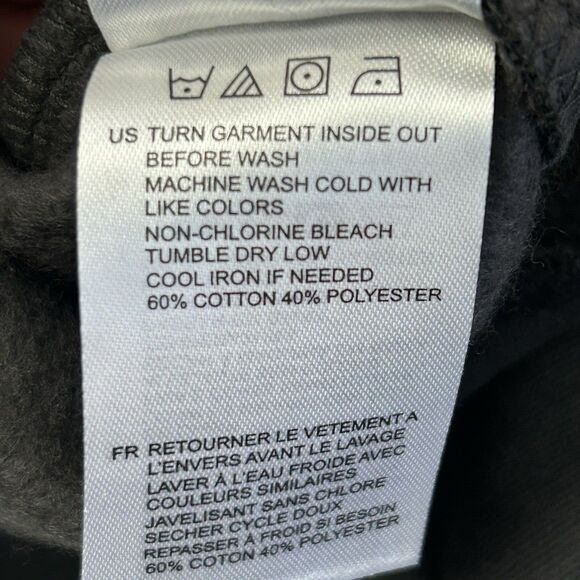 US TURN GARMENT INSIDE OUT
BEFORE WASH
MACHINE WASH COLD WITH
LIKE COLORS
NON-CHLORINE BLEACH
TUMBLE DRY LOW
COOL IRON IF NEEDED
60% COTTON 40% POLYESTER
FR RETOURNER LE VETEMENT A
L'ENVERS AVANT LE LAVAGE
LAVER À L'EAU FROIDE AVEC
COULEURS SIMILAIRES
JAVELISANT SANS CHLORE
SECHER CYCLE DOUX
REPASSER À FROID SI BESOIN
60% COTON 40% POLYESTER